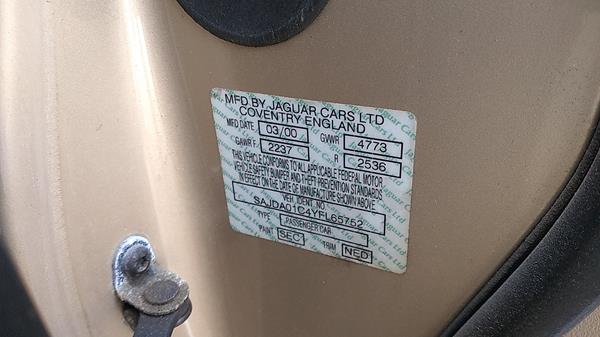 MFD BY JAGUAR CARS LTD
COVENTRY ENGLAND
MFD DATE 03/00 GVWR 4773
GAWR F. 2237 R 2536
THIS VEHICLE CONFORMS TO ALL APPLICABLE FEDERAL MOTOR
VEHICLE SAFETY BUMPER AND THEFT PREVENTION STANDARDS
IN EFFECT ON THE DATE OF MANUFACTURE SHOWN ABOVE
VEH. IDENT. NO.
SAJDA01C4YFL65752
TYPE PASSENGER CAR
PAINT SEC TRIM NED